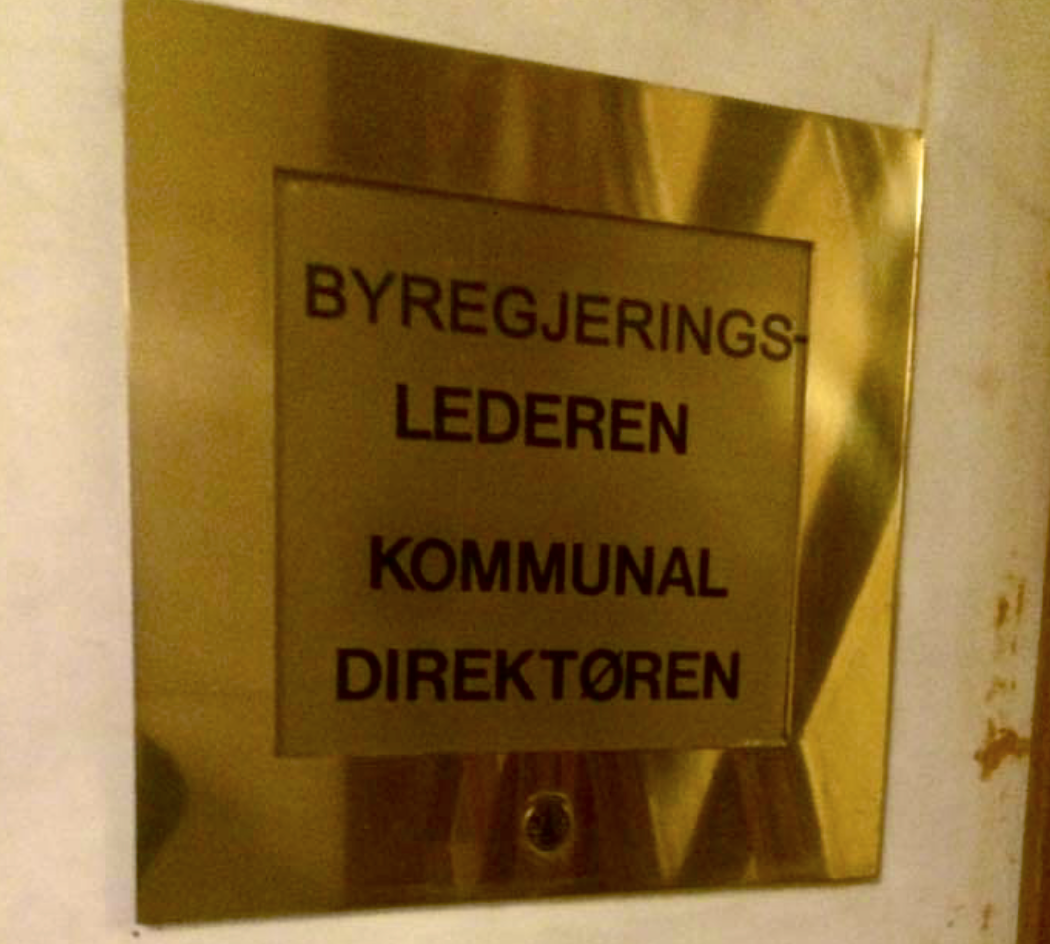 BYREGJERINGS-
LEDEREN
KOMMUNAL
DIREKTØREN